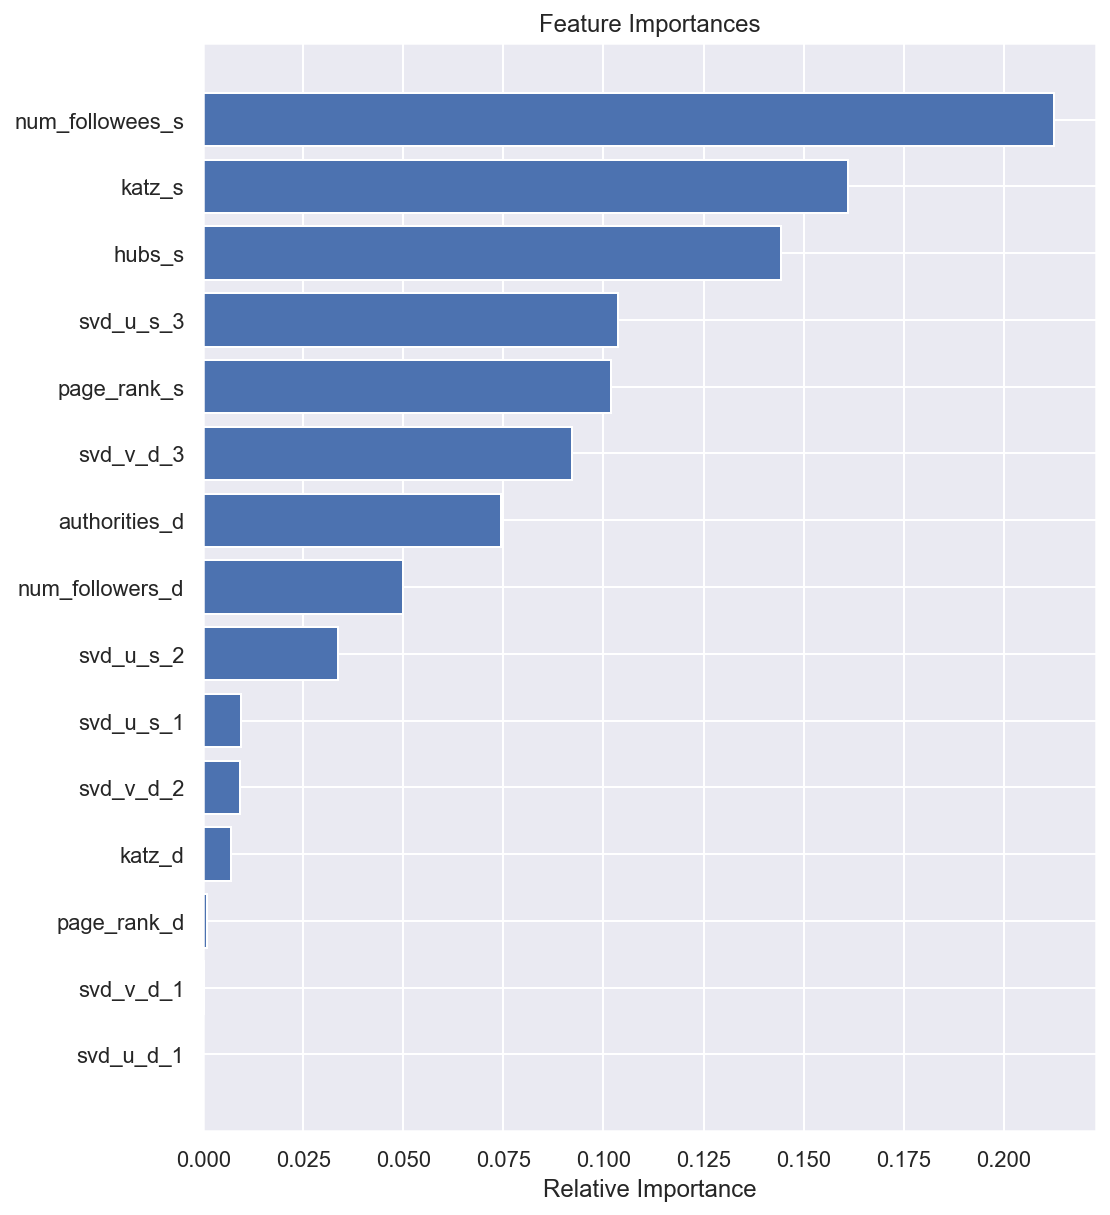 Feature Importances
num_followees_s
katz_s
hubs_s
svd_u_s_3
page_rank_s
svd_v_d_3
authorities_d
num_followers_d
svd_u_s_2
svd_u_s_1
svd_v_d_2
katz_d
page_rank_d
svd_v_d_1
svd_u_d_1
0.000 0.025 0.050 0.075 0.100 0.125 0.150 0.175 0.200
Relative Importance